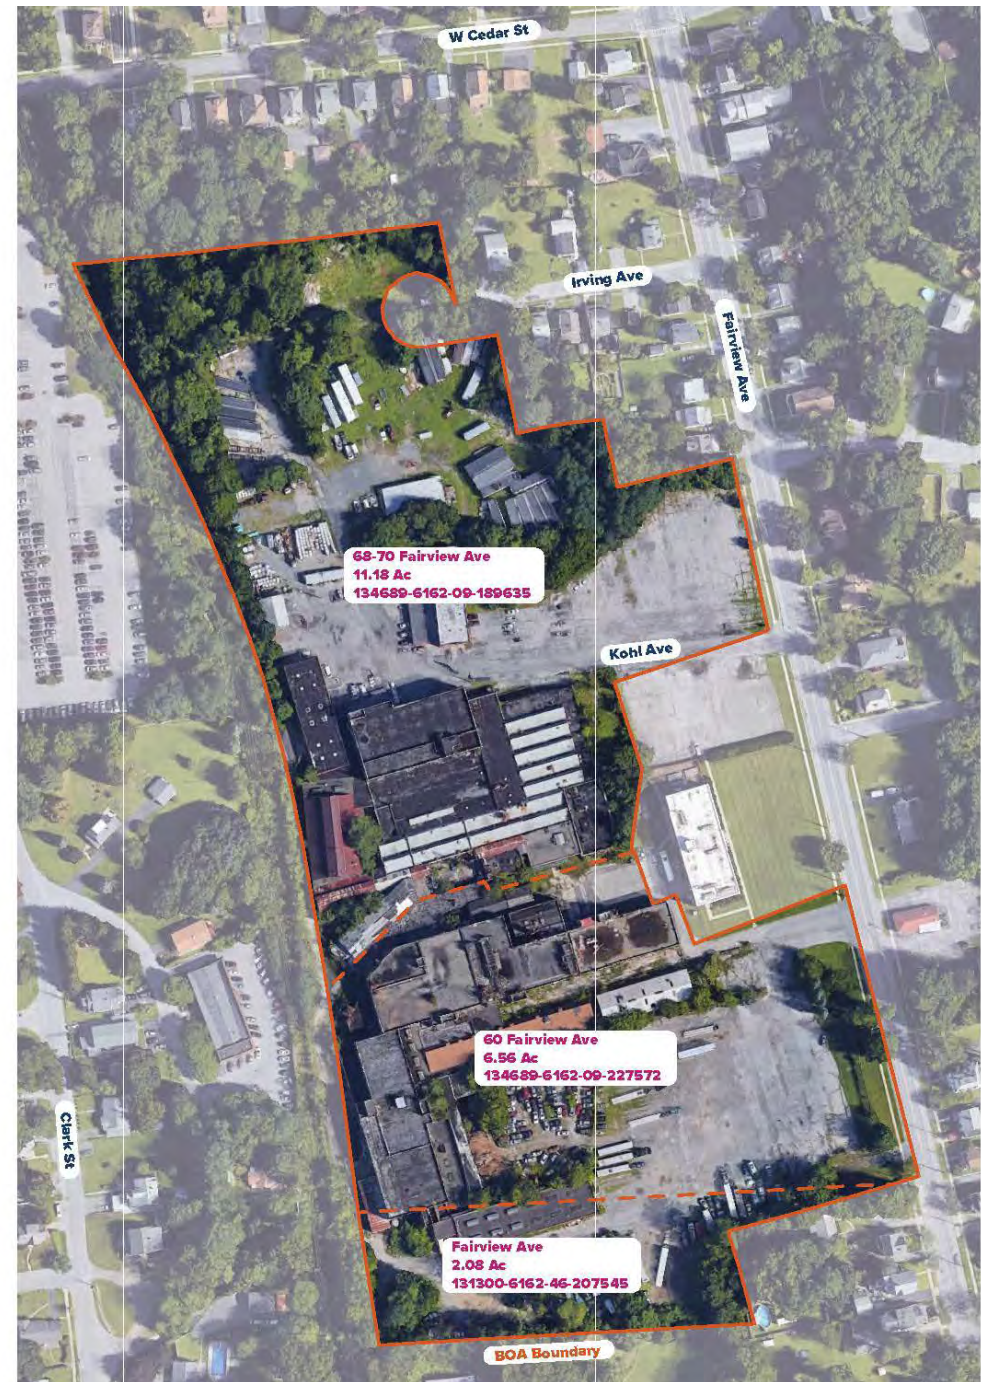 W Cedar St
Irving Ave
Fairview Ave
68-70 Fairview Ave
11.18 Ac
134689-6162-09-189635
Kohl Ave
60 Fairview Ave
6.56 Ac
134689-6162-09-227572
Clark St
Fairview Ave
2.08 Ac
131300-6162-46-207545
BOA Boundary